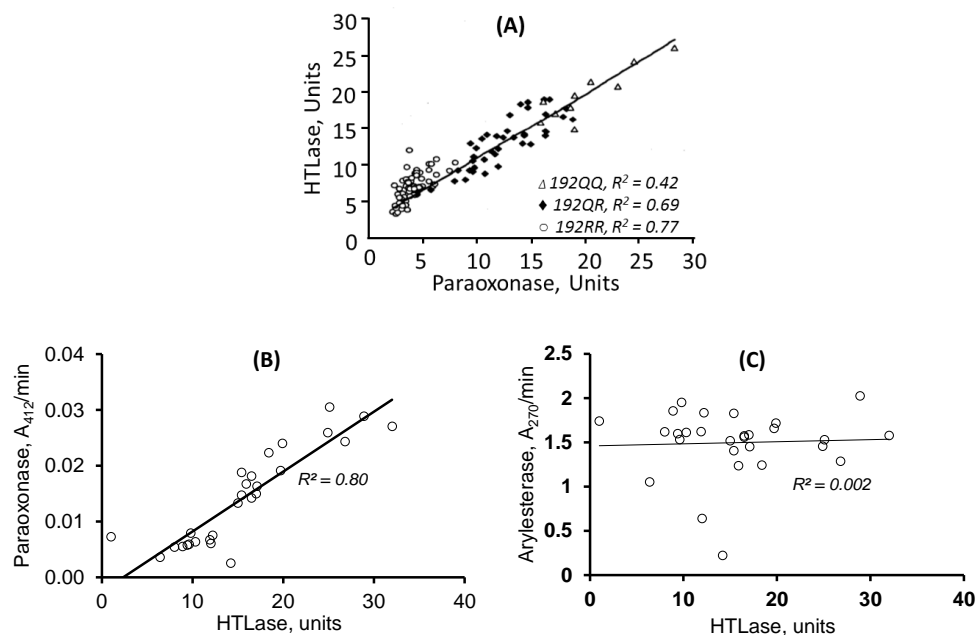 (A)
HTLase, Units
30
25
20
15
10
5
0
△ 192QQ, R² = 0.42
◆ 192QR, R² = 0.69
○ 192RR, R² = 0.77
0 5 10 15 20 25 30
Paraoxonase, Units
(B)
Paraoxonase, A₄₁₂/min
0.04
0.03
0.02
0.01
0.00
R² = 0.80
0 10 20 30 40
HTLase, units
(C)
Arylesterase, A₂₇₀/min
2.5
2
1.5
1
0.5
0
R² = 0.002
0 10 20 30 40
HTLase, units